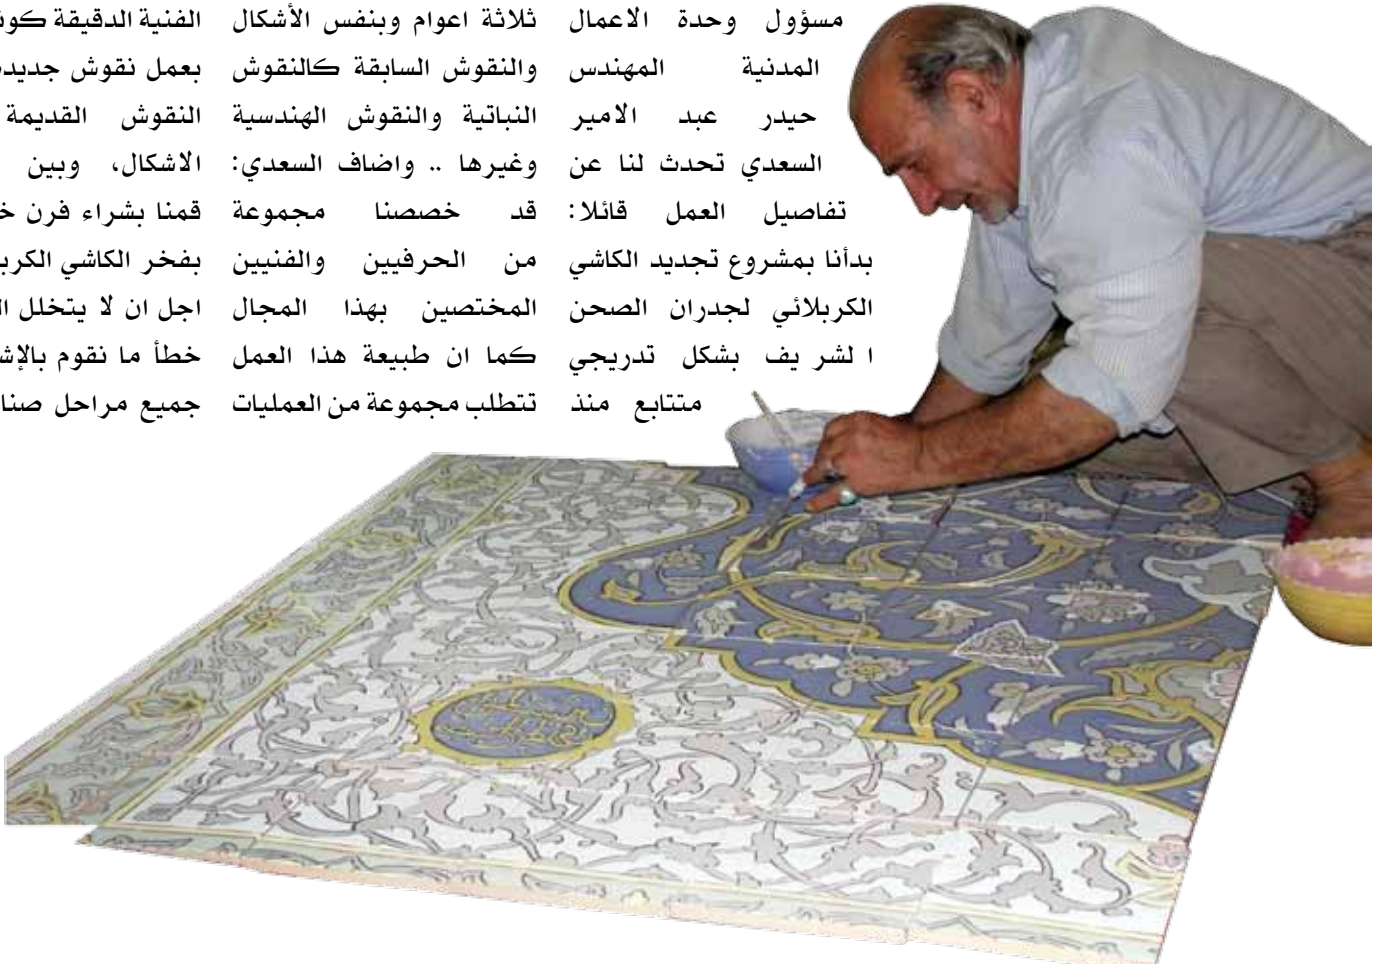 مسؤول وحدة الاعمال
المدنية المهندس
حيدر عبد الامير
السعدي تحدث لنا عن
تفاصيل العمل قائلا:
بدأنا بمشروع تجديد الكاشي
الكربلائي لجدران الصحن
ا لشر يف بشكل تدريجي
متتابع منذ
ثلاثة اعوام وبنفس الأشكال
والنقوش السابقة كالنقوش
النباتية والنقوش الهندسية
وغيرها .. واضاف السعدي:
قد خصصنا مجموعة
من الحرفيين والفنيين
المختصين بهذا المجال
كما ان طبيعة هذا العمل
تتطلب مجموعة من العمليات
الفنية الدقيقة
بعمل نقوش
النقوش القديمة
الاشكال، وبين
قمنا بشراء فرن
بفخر الكاشي
اجل ان لا يتخلل
خطأ ما نقوم
جميع مراحل